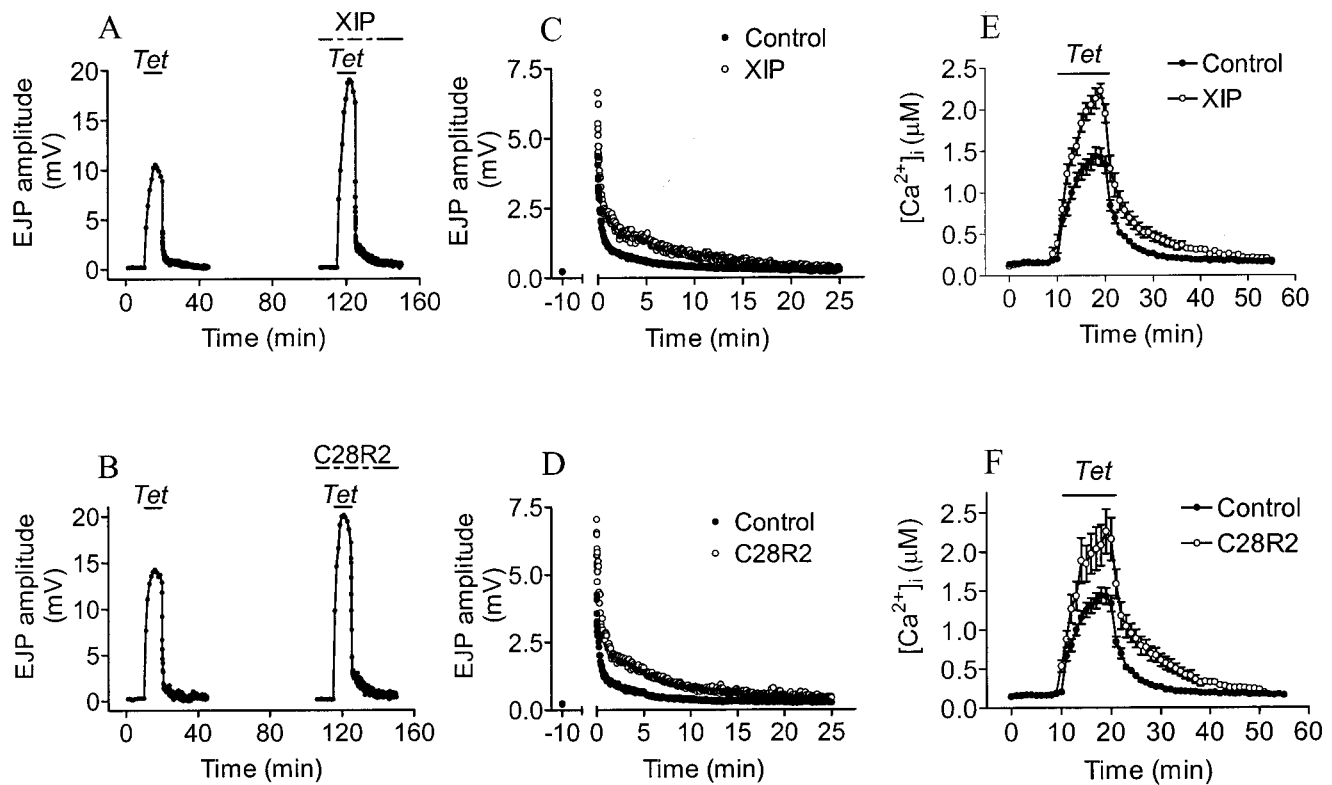 A
XIP
Tet
Tet
20
15
10
5
0
EJP amplitude
(mV)
0
40
80
120
160
Time (min)
C
Control
XIP
7.5
5.0
2.5
0.0
EJP amplitude
(mV)
-10
0
5
10
15
20
25
Time (min)
E
Tet
Control
XIP
2.5
2.0
1.5
1.0
0.5
0.0
[Ca2+]i (µM)
0
10
20
30
40
50
60
Time (min)
B
C28R2
Tet
Tet
20
15
10
5
0
EJP amplitude
(mV)
0
40
80
120
160
Time (min)
D
Control
C28R2
7.5
5.0
2.5
0.0
EJP amplitude
(mV)
-10
0
5
10
15
20
25
Time (min)
F
Tet
Control
C28R2
2.5
2.0
1.5
1.0
0.5
0.0
[Ca2+]i (µM)
0
10
20
30
40
50
60
Time (min)